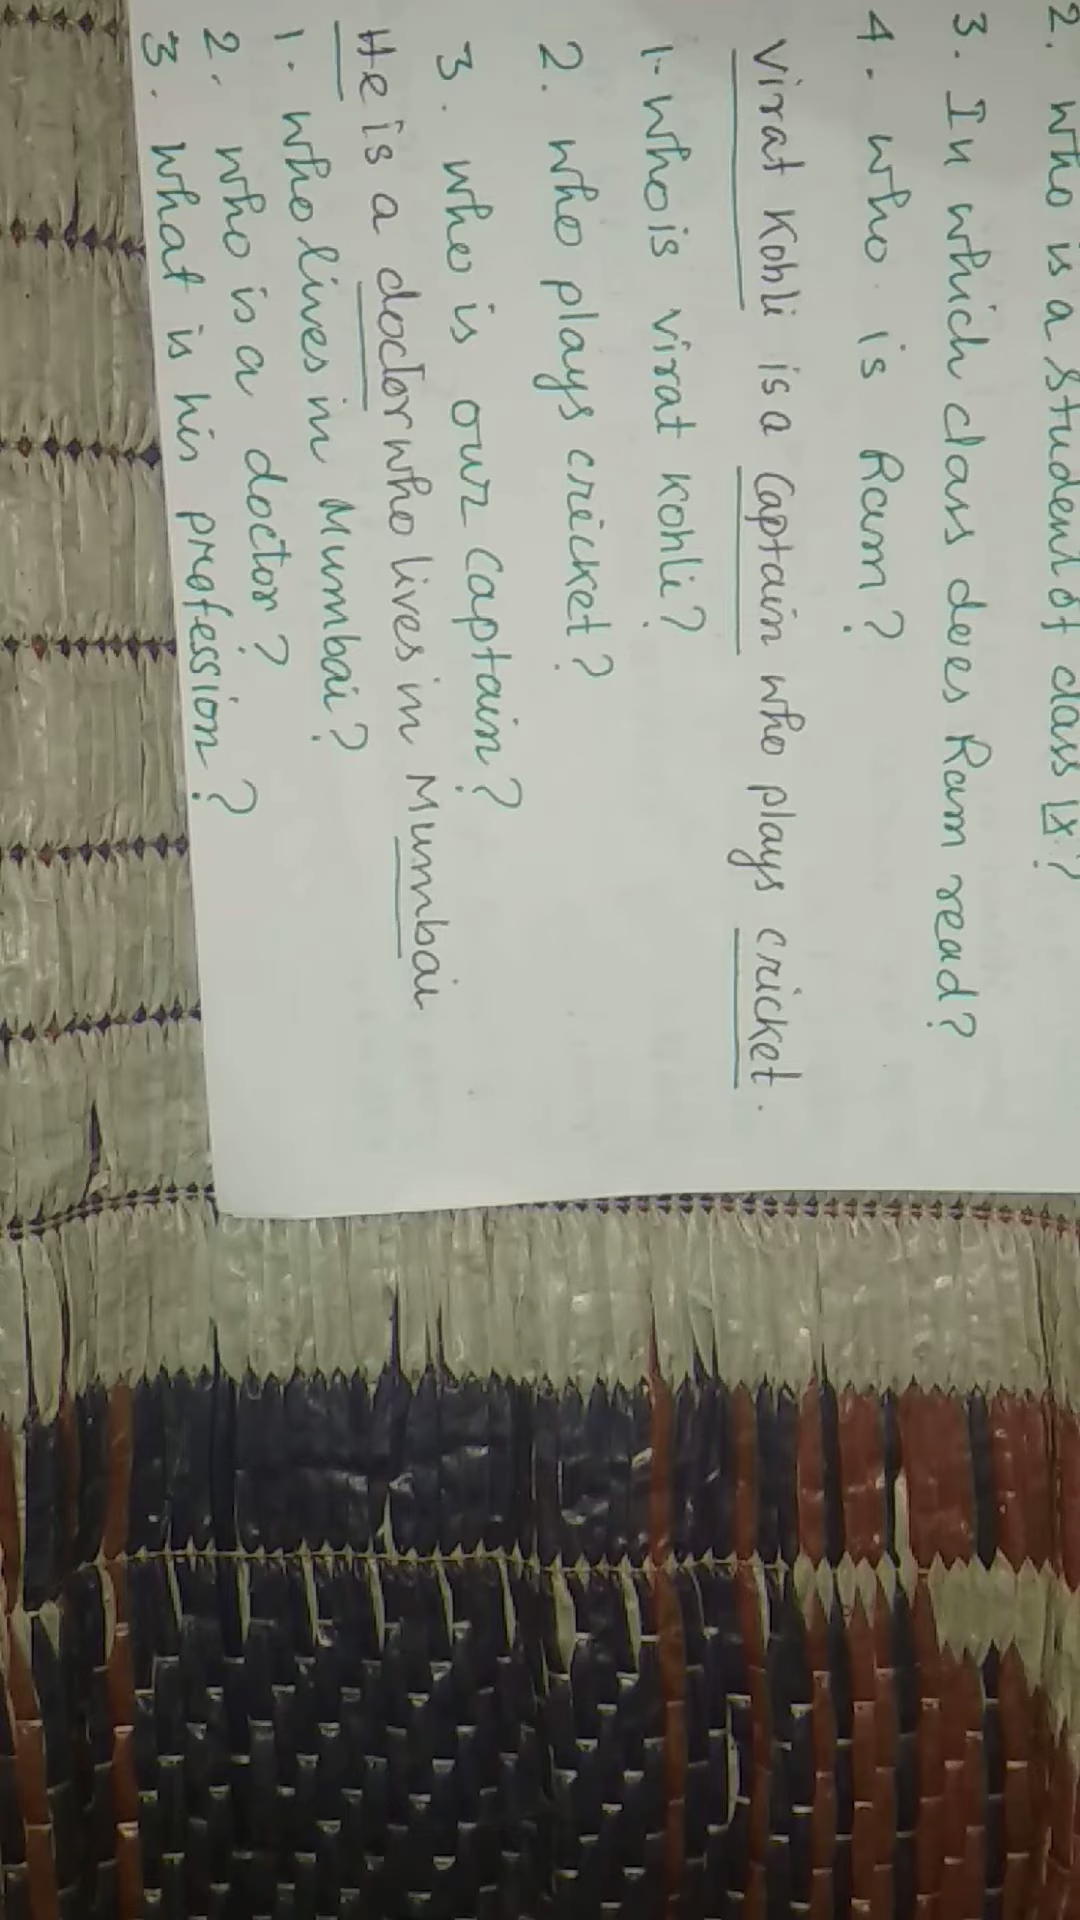 2. who is a student of class IX?
3. In which class does Ram read?
4. who is Ram?
Virat Kohli is a Captain who plays cricket.
1. who is virat kohli?
2. who plays cricket?
3. who is our Captain?
He is a doctor who lives in Mumbai
1. who lives in Mumbai?
2. who is a doctor?
3. what is his profession?